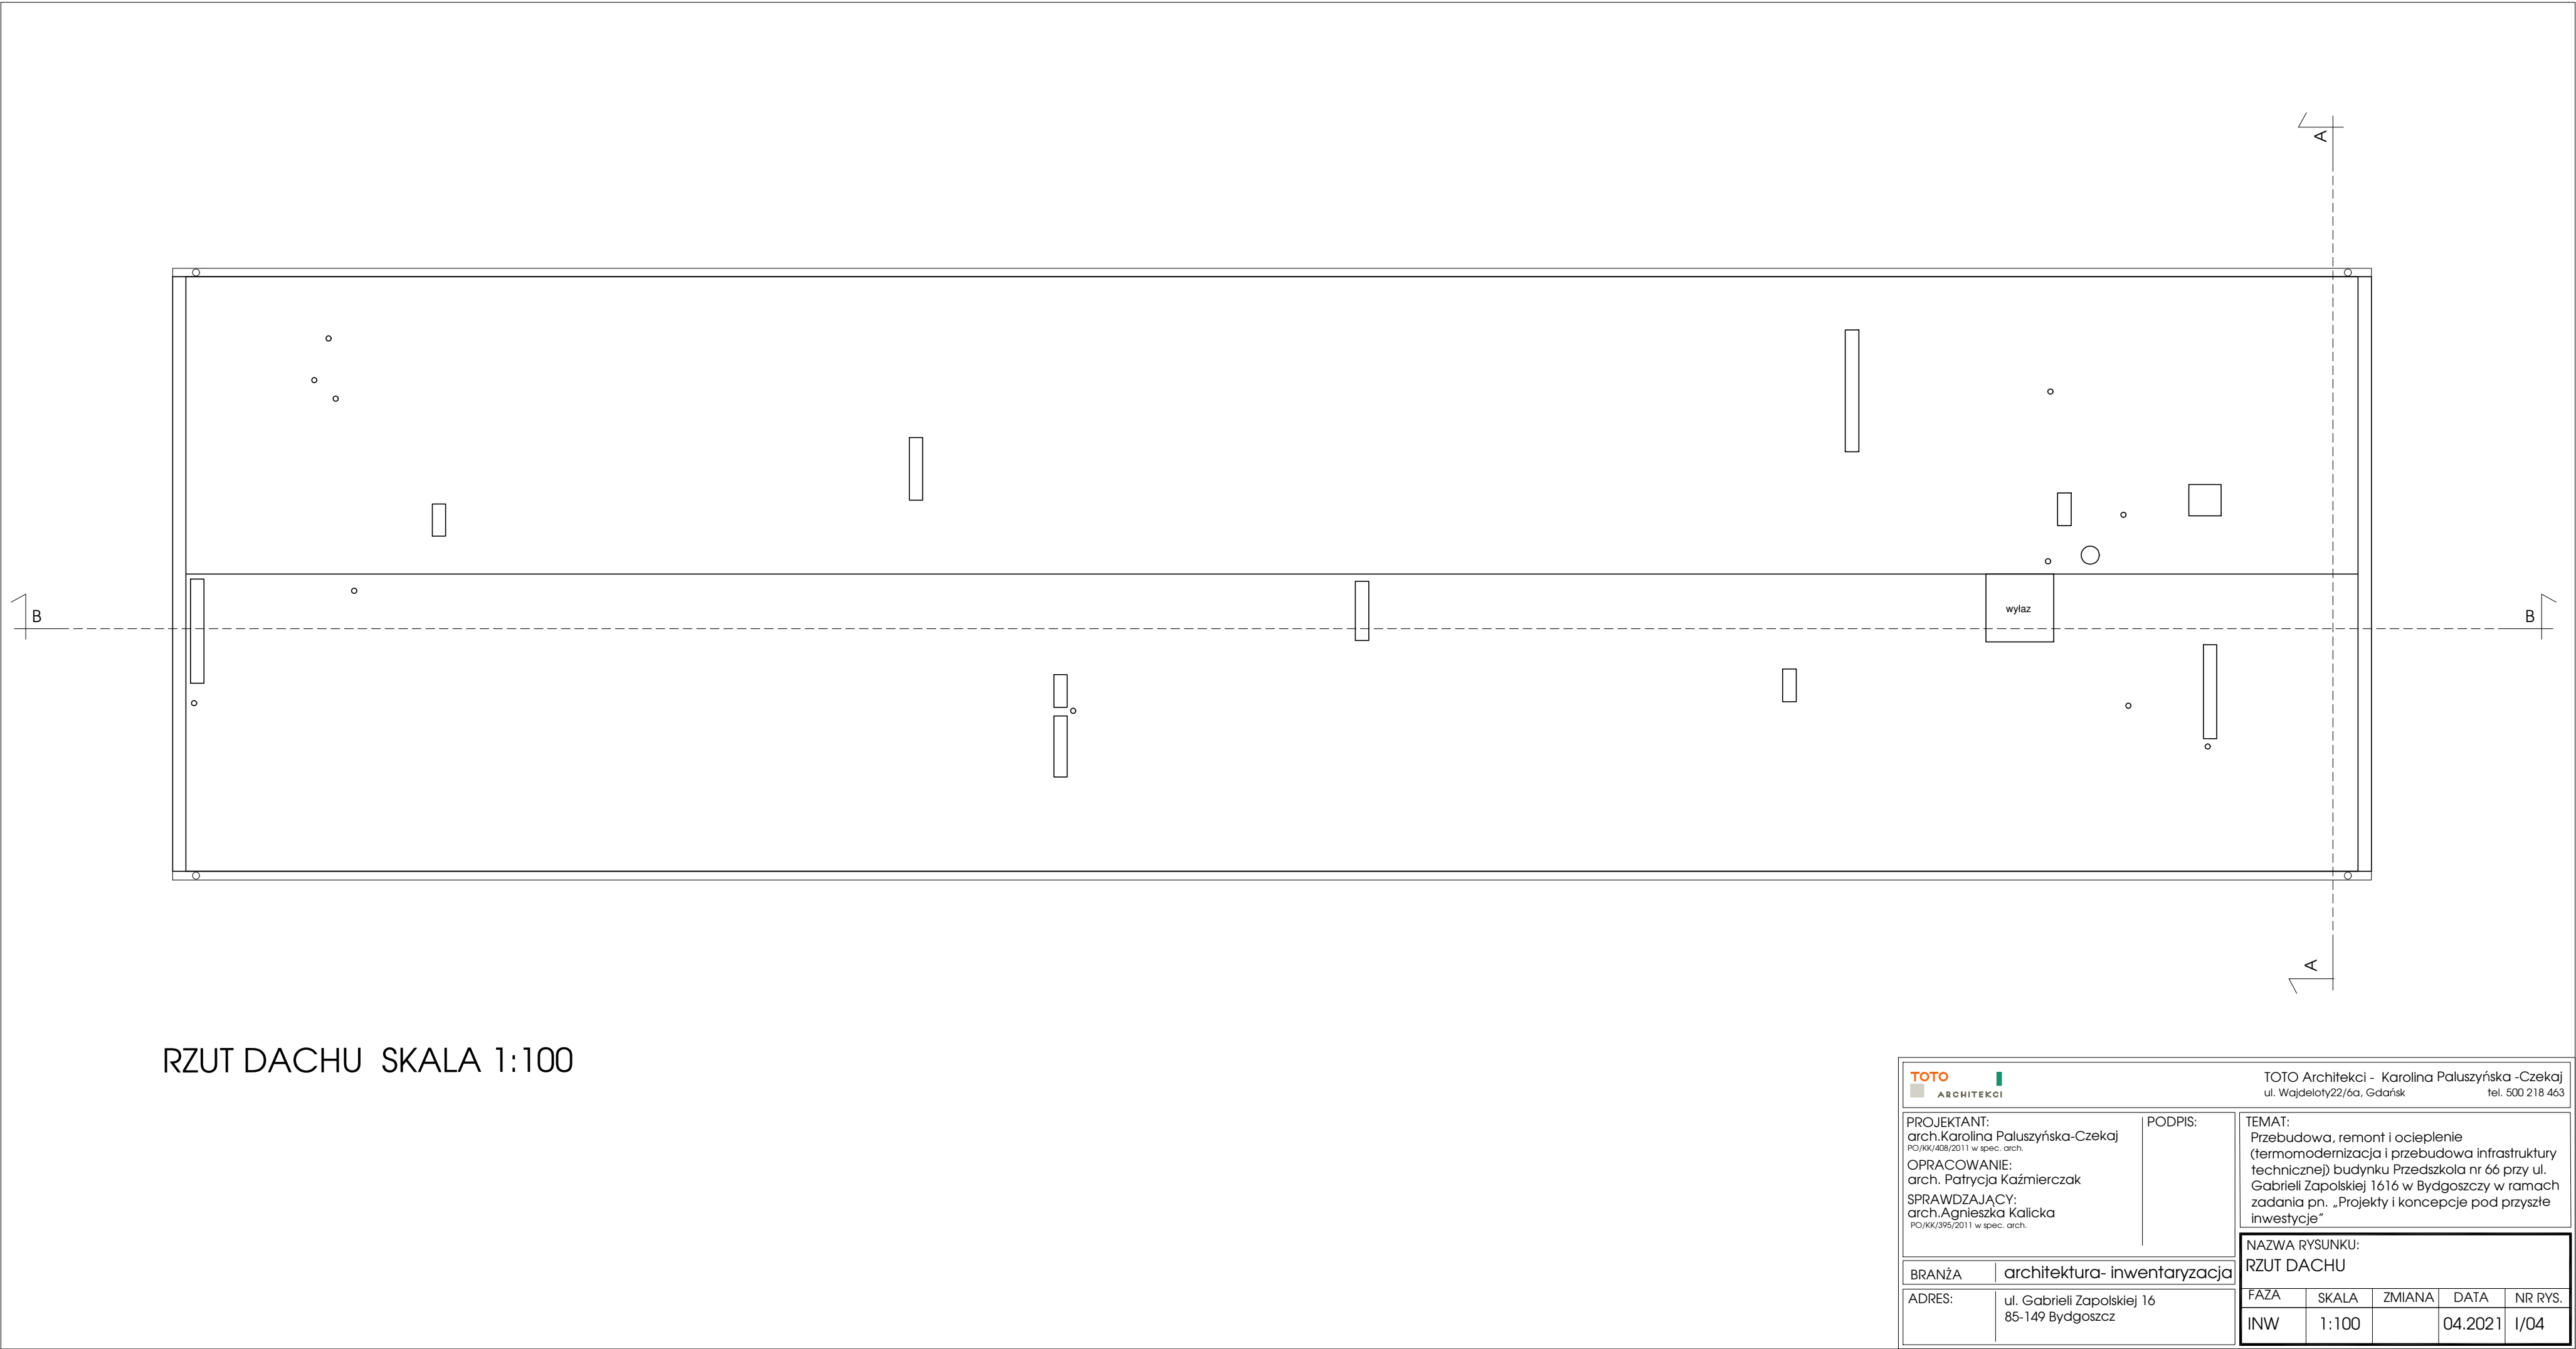 A
B
wyłaz
B
A
RZUT DACHU SKALA 1:100
TOTO
ARCHITEKCI
TOTO Architekci - Karolina Paluszyńska -Czekaj
ul. Wajdeloty22/6a, Gdańsk tel. 500 218 463
PROJEKTANT:
arch.Karolina Paluszyńska-Czekaj
PO/KK/408/2011 w spec. arch.
OPRACOWANIE:
arch. Patrycja Kaźmierczak
SPRAWDZAJĄCY:
arch.Agnieszka Kalicka
PO/KK/395/2011 w spec. arch.
PODPIS:
TEMAT:
Przebudowa, remont i ocieplenie
(termomodernizacja i przebudowa infrastruktury
technicznej) budynku Przedszkola nr 66 przy ul.
Gabrieli Zapolskiej 1616 w Bydgoszczy w ramach
zadania pn. „Projekty i koncepcje pod przyszłe
inwestycje”
BRANŻA architektura- inwentaryzacja
ADRES: ul. Gabrieli Zapolskiej 16
85-149 Bydgoszcz
NAZWA RYSUNKU:
RZUT DACHU
FAZA SKALA ZMIANA DATA NR RYS.
INW 1:100 04.2021 I/04